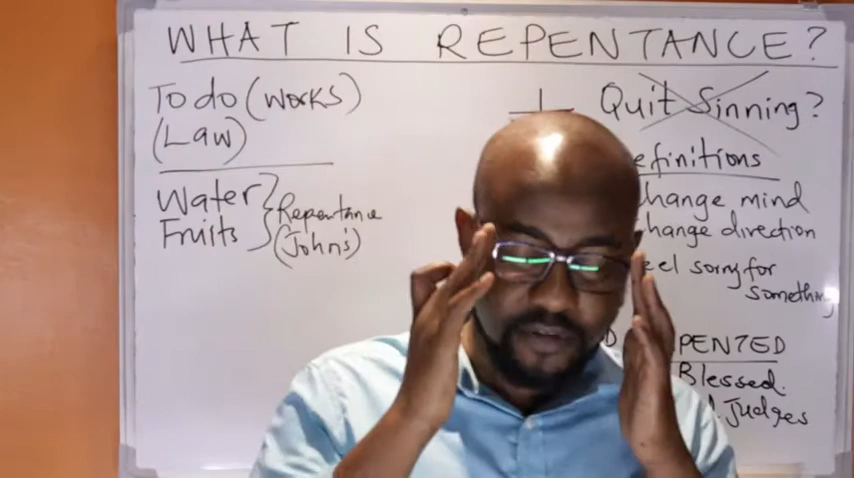 WHAT IS REPENTANCE?
To do (works)
(Law)
Water
Fruits
Repentance
(John's)
Quit Sinning?
efinitions
hange mind
hange direction
eel sorry for
something
PENTED
Blessed.
Judges